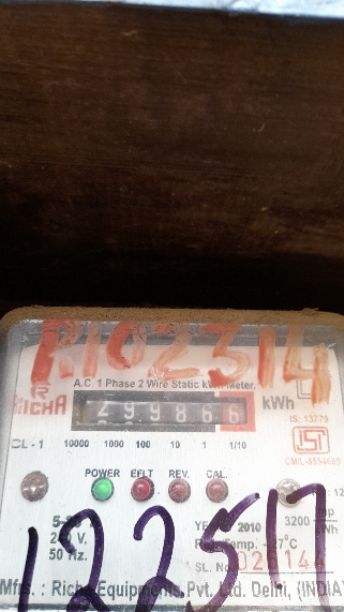 R102314
A.C. 1 Phase 2 Wire Static kWh Meter.
R
RICHA
299866
kWh
IS: 13779
CL - 1
10000 1000 100 10 1 1/10
ISI
CM/L-8554689
POWER EFLT REV. CAL.
2010
3200
50 Hz.
Temp: 27°C
SL. No.
122517
Mfrs. : Richa Equipments Pvt. Ltd. Delhi, (INDIA)